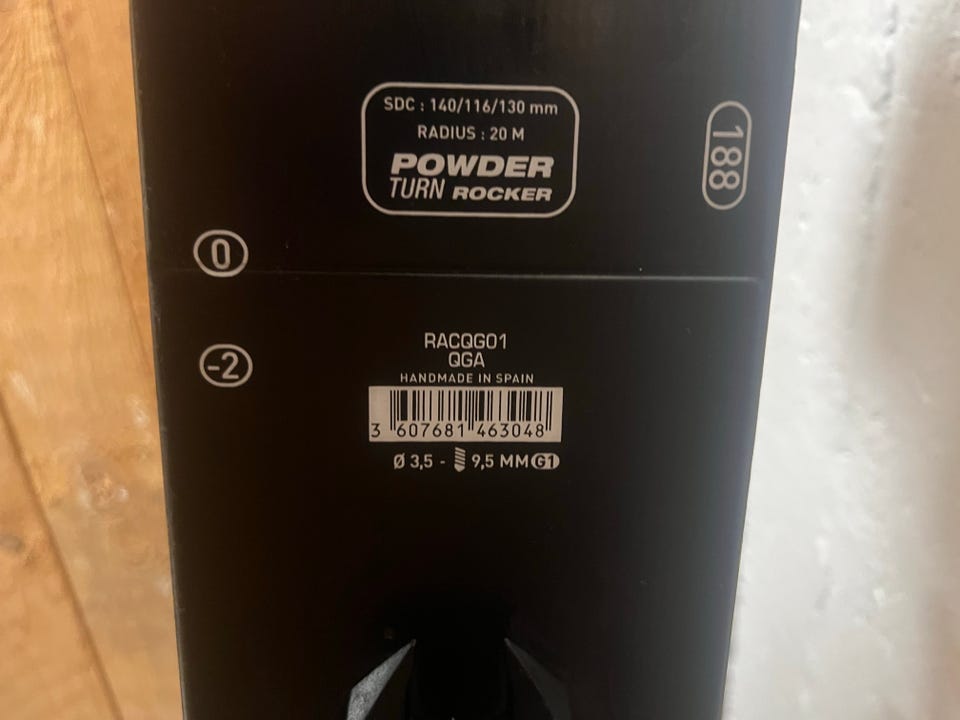 SDC : 140/116/130 mm
RADIUS : 20 M
POWDER
TURN ROCKER
188
0
-2
RACQG01
QGA
HANDMADE IN SPAIN
3 607681 463048
Ø 3,5 - 9,5 MM G1